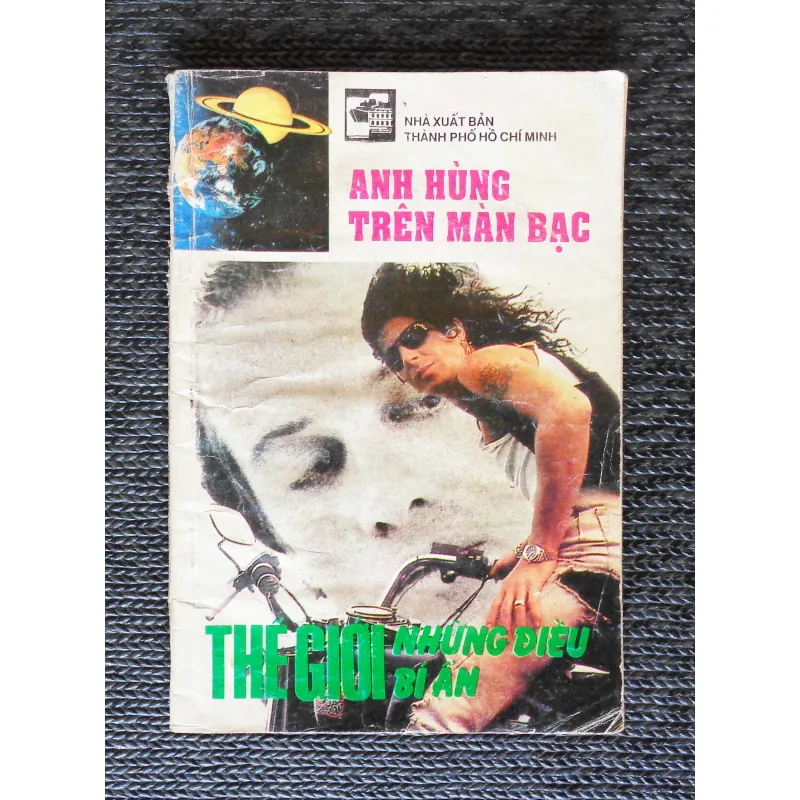 NHÀ XUẤT BẢN
THÀNH PHỐ HỒ CHÍ MINH
ANH HÙNG
TRÊN MÀN BẠC
THẾ GIỚI NHỮNG ĐIỀU
BÍ ẨN